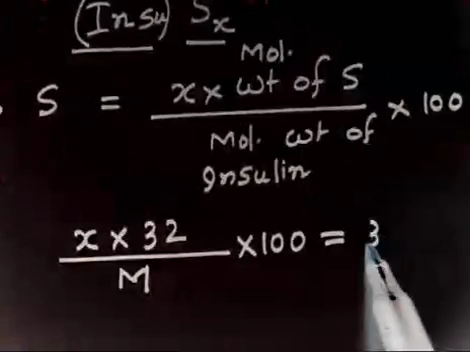 (Insu) Sx
Mol.
S = x × wt of S × 100
Mol. wt of
Insulin
x × 32 × 100 = 3
M